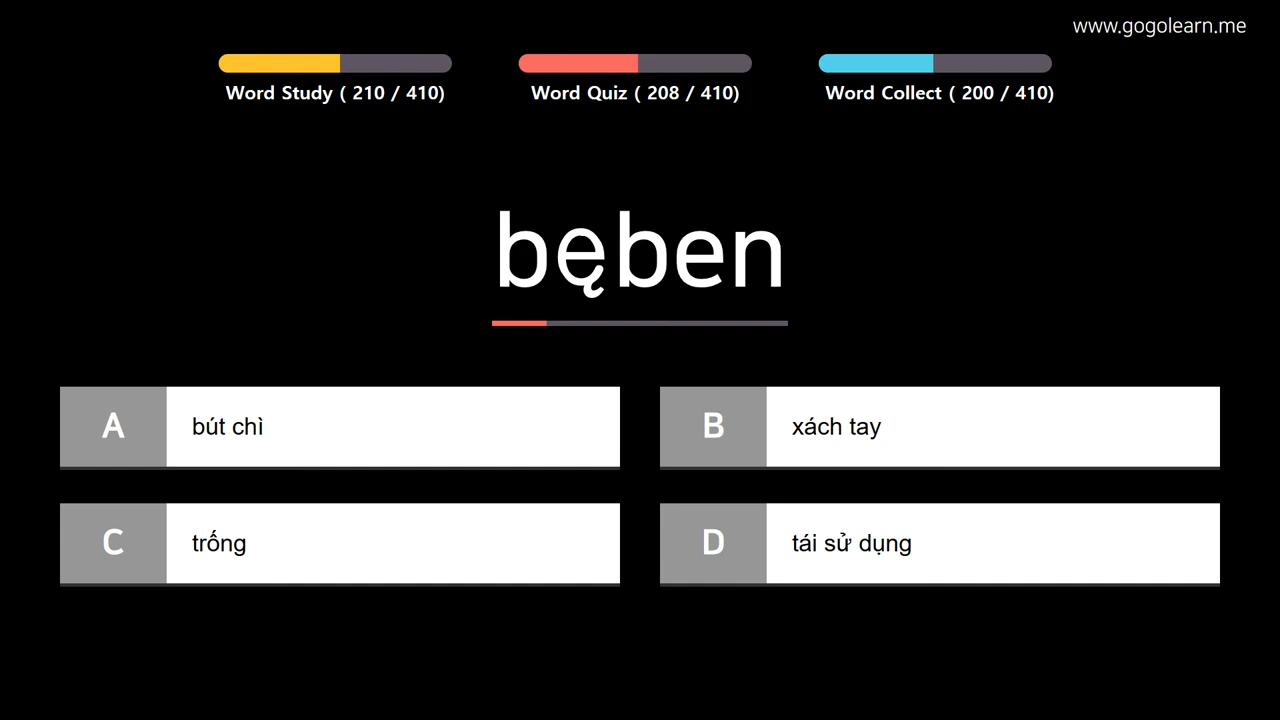 www.gogolearn.me
Word Study ( 210 / 410)
Word Quiz ( 208 / 410)
Word Collect ( 200 / 410)
bęben
A
bút chì
B
xách tay
C
trống
D
tái sử dụng